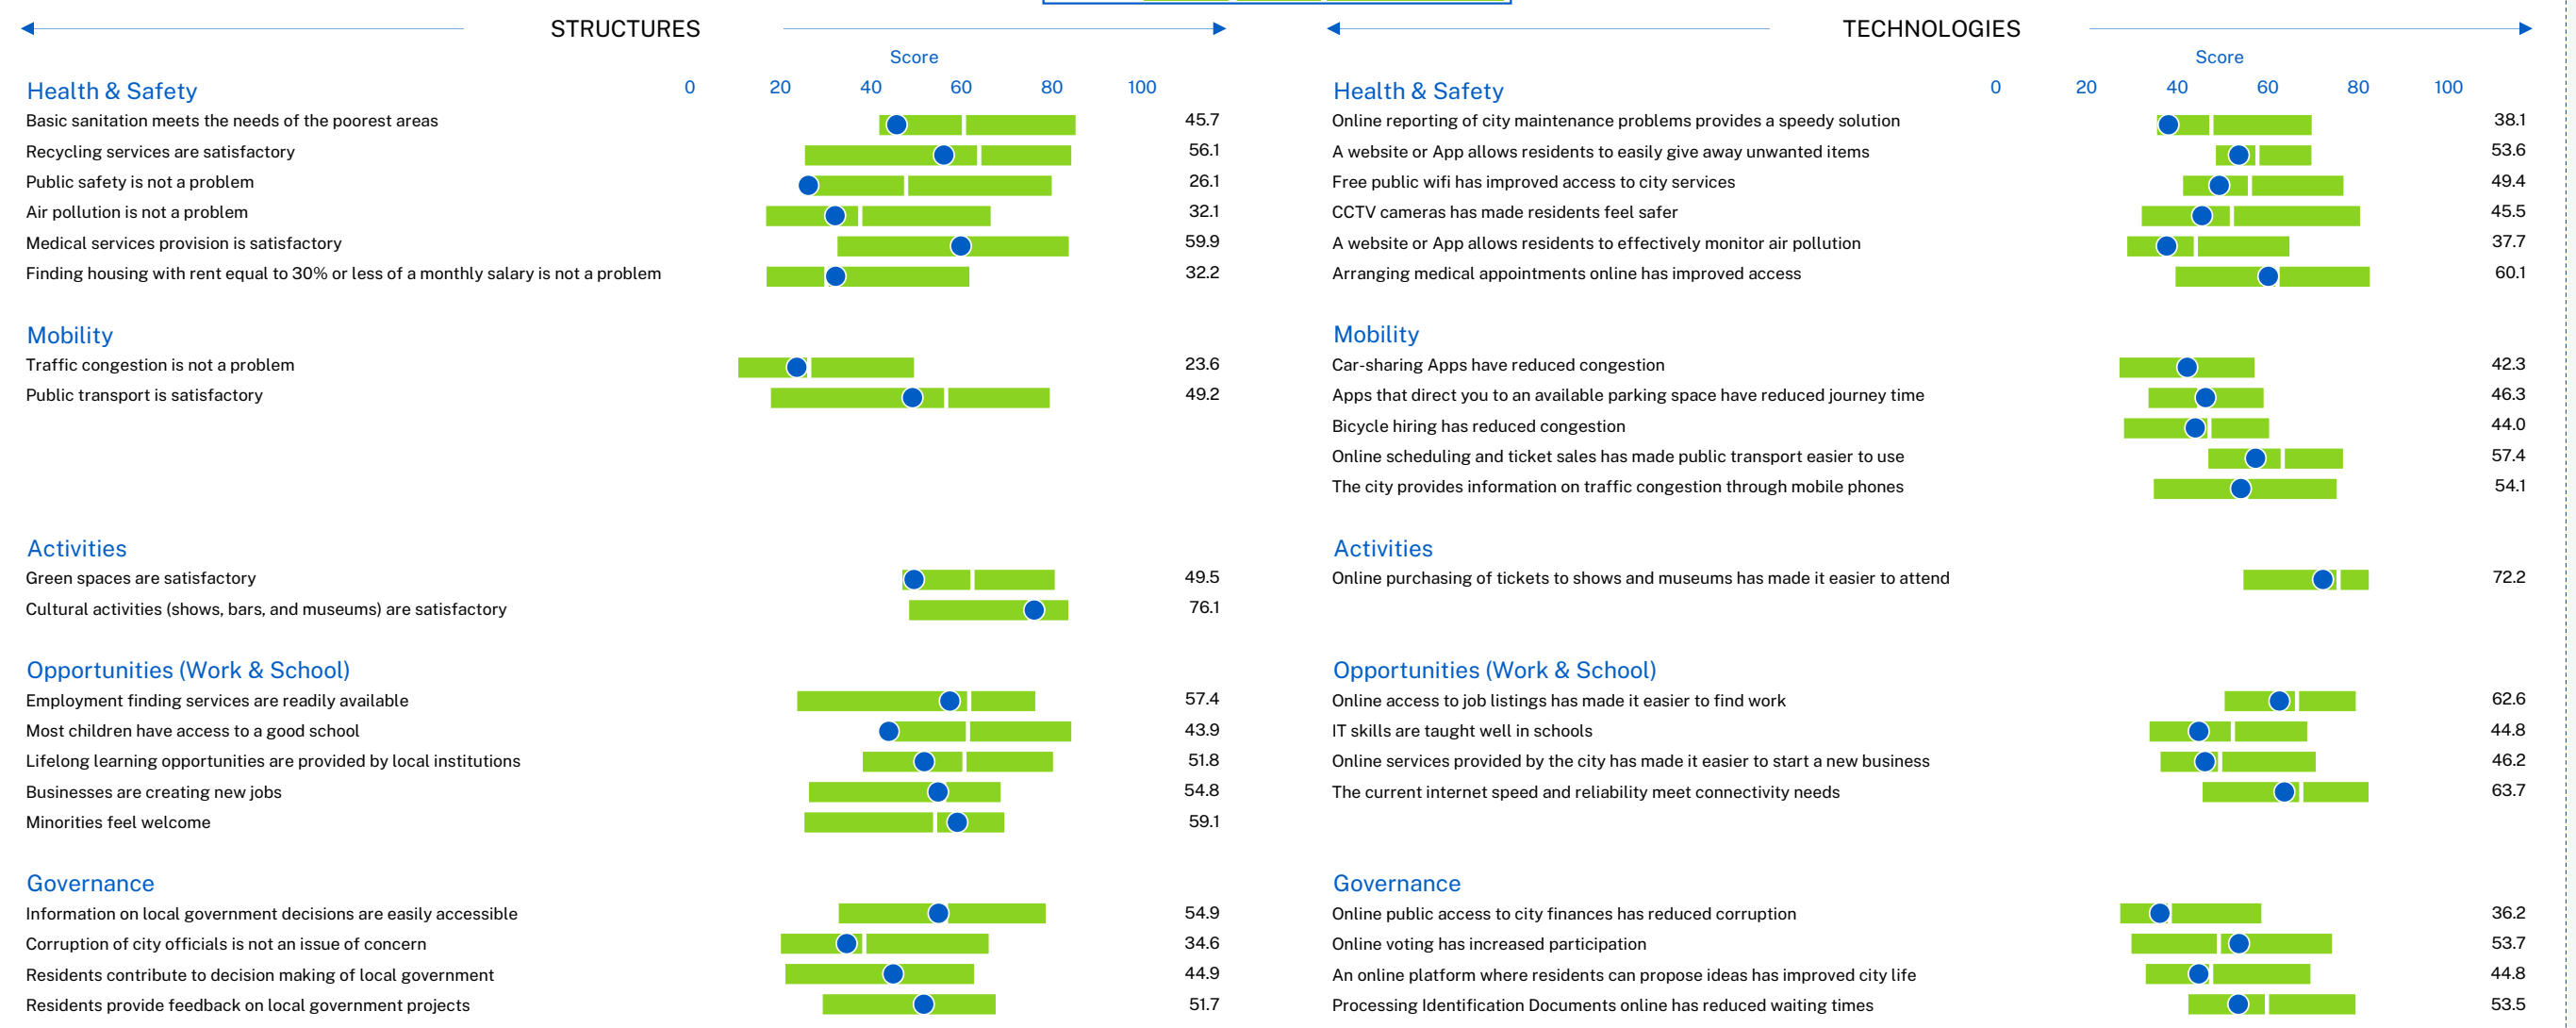 STRUCTURES
Score
0 20 40 60 80 100
Health & Safety
Basic sanitation meets the needs of the poorest areas 45.7
Recycling services are satisfactory 56.1
Public safety is not a problem 26.1
Air pollution is not a problem 32.1
Medical services provision is satisfactory 59.9
Finding housing with rent equal to 30% or less of a monthly salary is not a problem 32.2
Mobility
Traffic congestion is not a problem 23.6
Public transport is satisfactory 49.2
Activities
Green spaces are satisfactory 49.5
Cultural activities (shows, bars, and museums) are satisfactory 76.1
Opportunities (Work & School)
Employment finding services are readily available 57.4
Most children have access to a good school 43.9
Lifelong learning opportunities are provided by local institutions 51.8
Businesses are creating new jobs 54.8
Minorities feel welcome 59.1
Governance
Information on local government decisions are easily accessible 54.9
Corruption of city officials is not an issue of concern 34.6
Residents contribute to decision making of local government 44.9
Residents provide feedback on local government projects 51.7
TECHNOLOGIES
Score
0 20 40 60 80 100
Health & Safety
Online reporting of city maintenance problems provides a speedy solution 38.1
A website or App allows residents to easily give away unwanted items 53.6
Free public wifi has improved access to city services 49.4
CCTV cameras has made residents feel safer 45.5
A website or App allows residents to effectively monitor air pollution 37.7
Arranging medical appointments online has improved access 60.1
Mobility
Car-sharing Apps have reduced congestion 42.3
Apps that direct you to an available parking space have reduced journey time 46.3
Bicycle hiring has reduced congestion 44.0
Online scheduling and ticket sales has made public transport easier to use 57.4
The city provides information on traffic congestion through mobile phones 54.1
Activities
Online purchasing of tickets to shows and museums has made it easier to attend 72.2
Opportunities (Work & School)
Online access to job listings has made it easier to find work 62.6
IT skills are taught well in schools 44.8
Online services provided by the city has made it easier to start a new business 46.2
The current internet speed and reliability meet connectivity needs 63.7
Governance
Online public access to city finances has reduced corruption 36.2
Online voting has increased participation 53.7
An online platform where residents can propose ideas has improved city life 44.8
Processing Identification Documents online has reduced waiting times 53.5